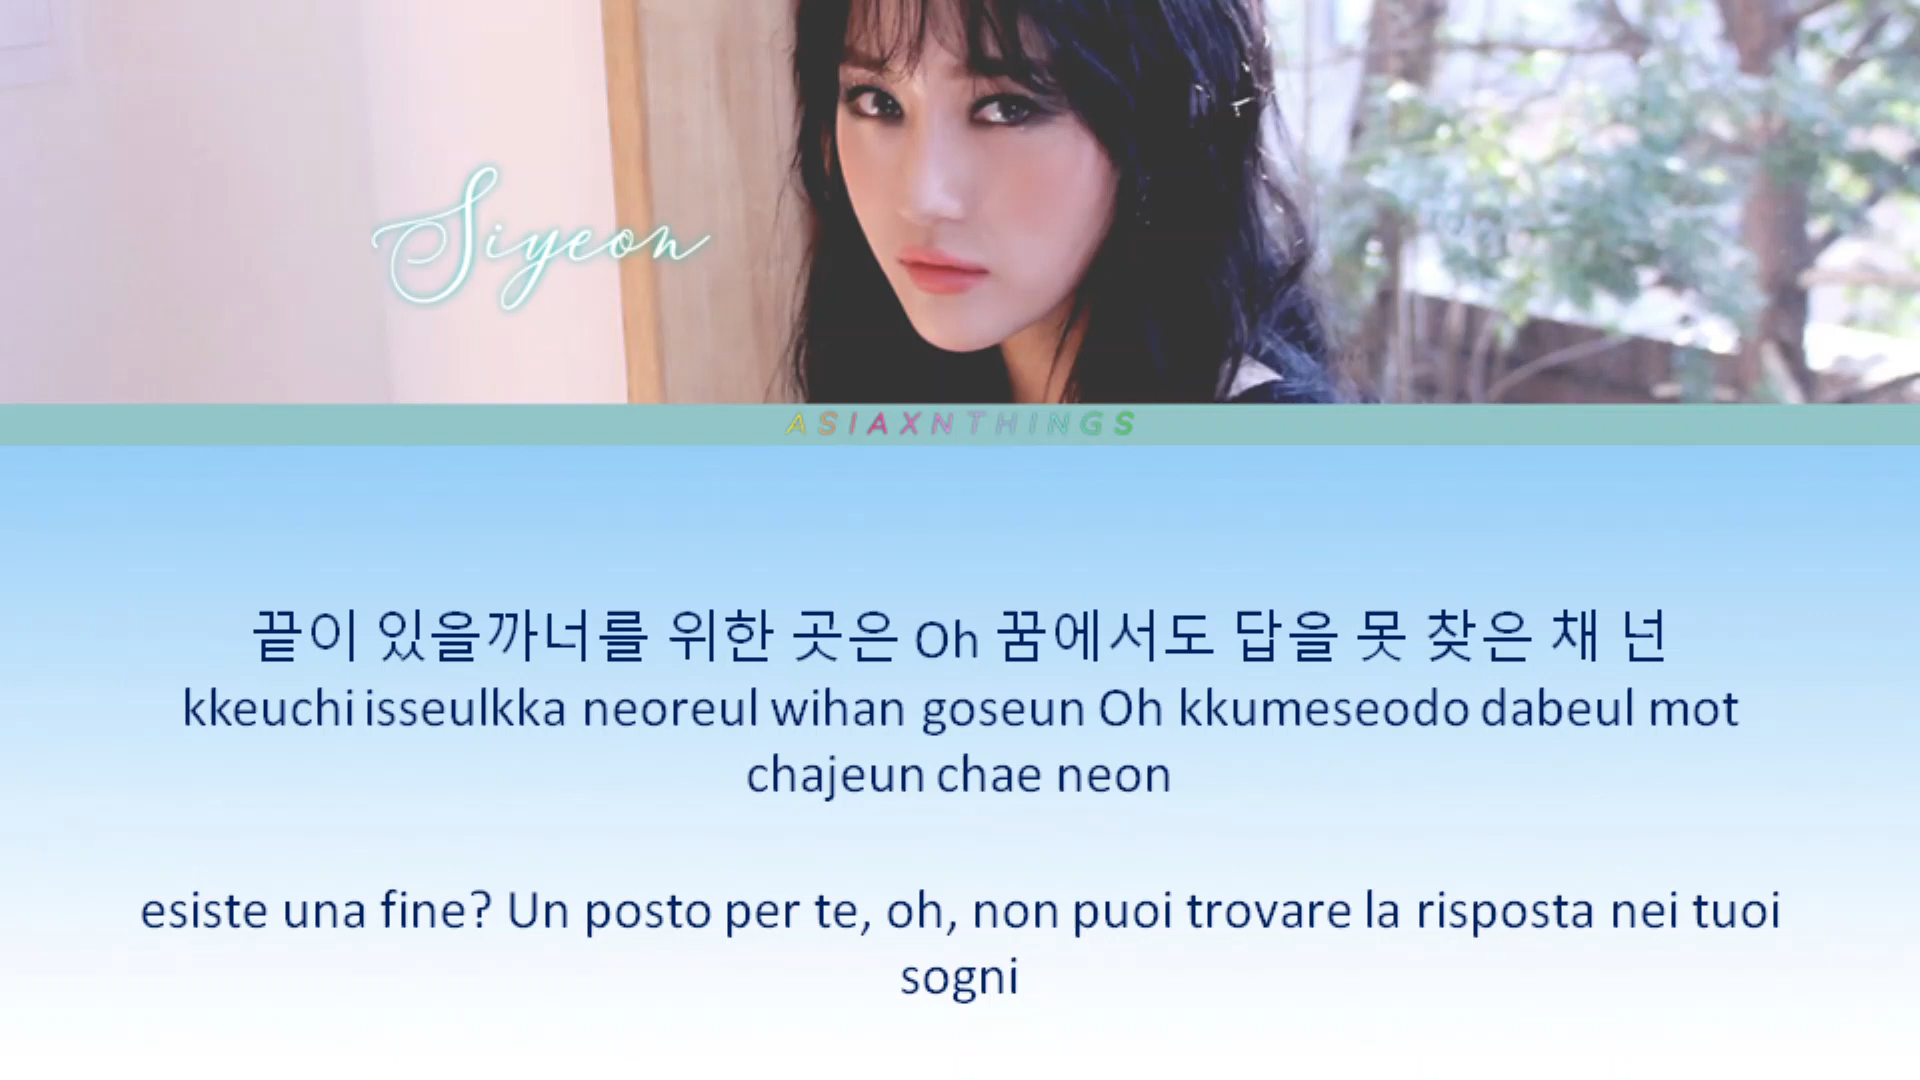 Siyeon
ASIAXNTHINGS
끝이 있을까너를 위한 곳은 Oh 꿈에서도 답을 못 찾은 채 넌
kkeuchi isseulkka neoreul wihan goseun Oh kkumeseodo dabeul mot
chajeun chae neon
esiste una fine? Un posto per te, oh, non puoi trovare la risposta nei tuoi
sogni